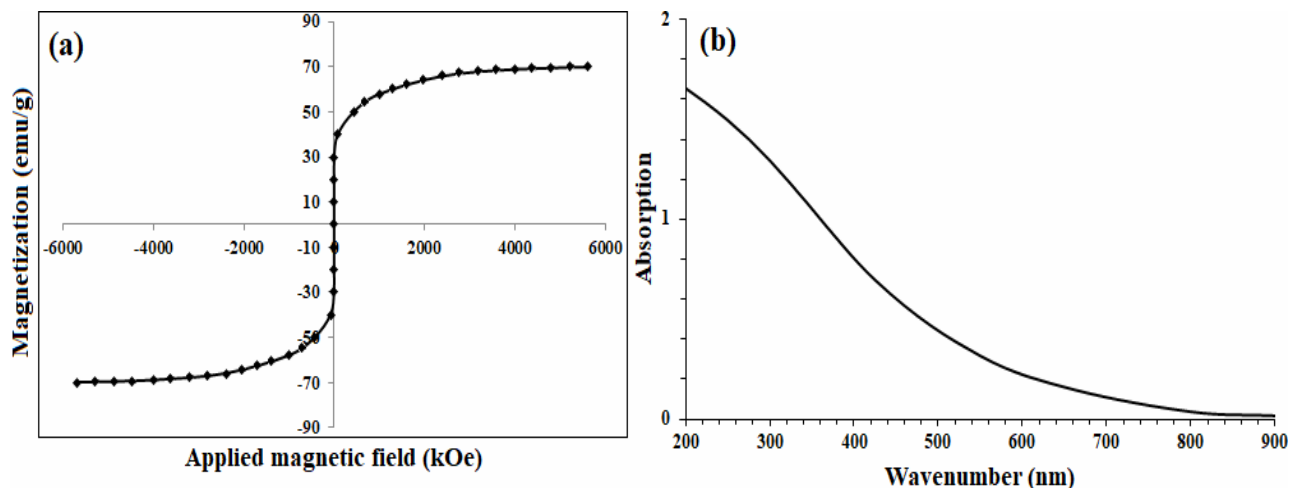 (a)
Magnetization (emu/g)
90
70
50
30
10
-10
-30
-50
-70
-90
-6000 -4000 -2000 0 2000 4000 6000
Applied magnetic field (kOe)
(b)
Absorption
2
1
0
200 300 400 500 600 700 800 900
Wavenumber (nm)